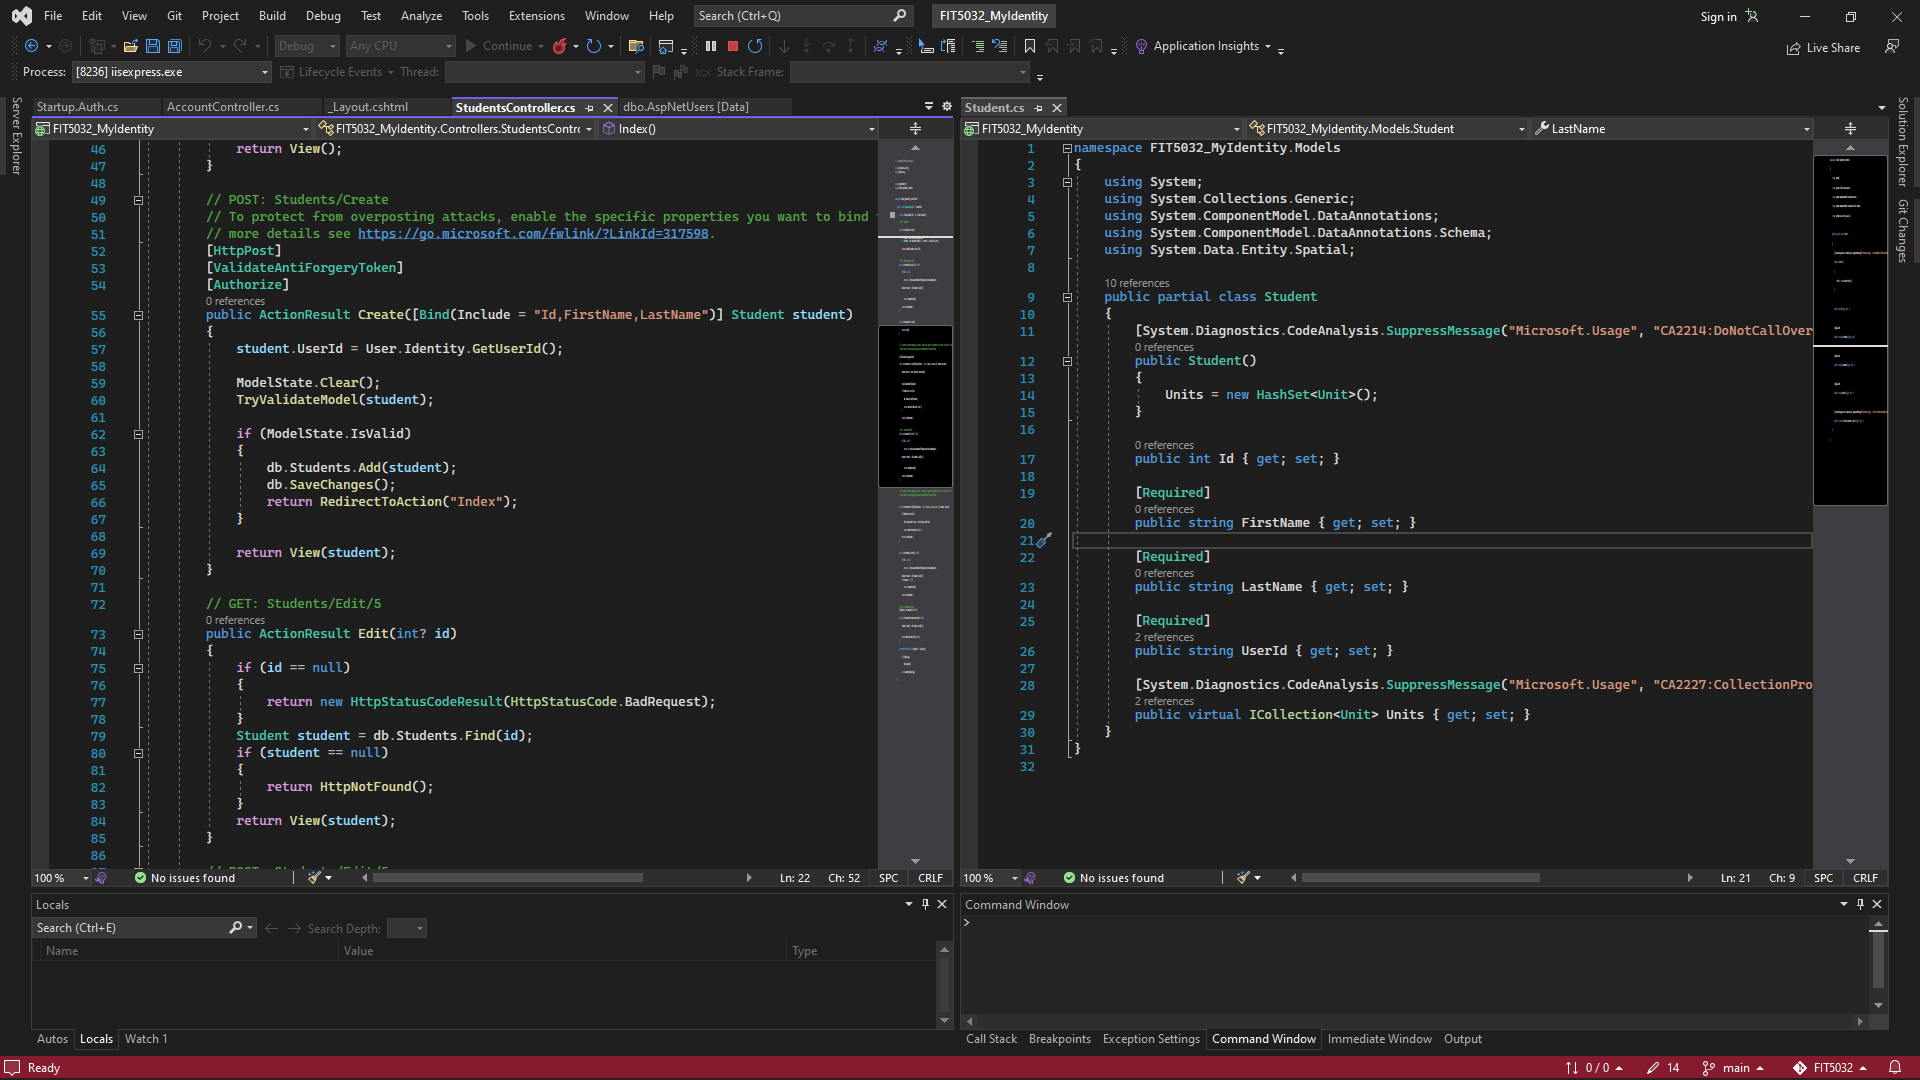 File Edit View Git Project Build Debug Test Analyze Tools Extensions Window Help Search (Ctrl+Q) FIT5032_MyIdentity Sign in
Debug Any CPU Continue Application Insights Live Share
Process: [8236] iisexpress.exe Lifecycle Events Thread: Stack Frame:
Server Explorer
Startup.Auth.cs AccountController.cs _Layout.cshtml StudentsController.cs dbo.AspNetUsers [Data]
FIT5032_MyIdentity FIT5032_MyIdentity.Controllers.StudentsContro Index()
46 return View();
47 }
48
49 // POST: Students/Create
50 // To protect from overposting attacks, enable the specific properties you want to bind
51 // more details see https://go.microsoft.com/fwlink/?LinkId=317598.
52 [HttpPost]
53 [ValidateAntiForgeryToken]
54 [Authorize]
0 references
55 public ActionResult Create([Bind(Include = "Id,FirstName,LastName")] Student student)
56 {
57 student.UserId = User.Identity.GetUserId();
58
59 ModelState.Clear();
60 TryValidateModel(student);
61
62 if (ModelState.IsValid)
63 {
64 db.Students.Add(student);
65 db.SaveChanges();
66 return RedirectToAction("Index");
67 }
68
69 return View(student);
70 }
71
72 // GET: Students/Edit/5
0 references
73 public ActionResult Edit(int? id)
74 {
75 if (id == null)
76 {
77 return new HttpStatusCodeResult(HttpStatusCode.BadRequest);
78 }
79 Student student = db.Students.Find(id);
80 if (student == null)
81 {
82 return HttpNotFound();
83 }
84 return View(student);
85 }
86
100 % No issues found Ln: 22 Ch: 52 SPC CRLF
Student.cs
FIT5032_MyIdentity FIT5032_MyIdentity.Models.Student LastName
1 namespace FIT5032_MyIdentity.Models
2 {
3 using System;
4 using System.Collections.Generic;
5 using System.ComponentModel.DataAnnotations;
6 using System.ComponentModel.DataAnnotations.Schema;
7 using System.Data.Entity.Spatial;
8
10 references
9 public partial class Student
10 {
11 [System.Diagnostics.CodeAnalysis.SuppressMessage("Microsoft.Usage", "CA2214:DoNotCallOver
0 references
12 public Student()
13 {
14 Units = new HashSet<Unit>();
15 }
16
0 references
17 public int Id { get; set; }
18
19 [Required]
0 references
20 public string FirstName { get; set; }
21
22 [Required]
0 references
23 public string LastName { get; set; }
24
25 [Required]
2 references
26 public string UserId { get; set; }
27
28 [System.Diagnostics.CodeAnalysis.SuppressMessage("Microsoft.Usage", "CA2227:CollectionPro
2 references
29 public virtual ICollection<Unit> Units { get; set; }
30 }
31 }
32
100 % No issues found Ln: 21 Ch: 9 SPC CRLF
Solution Explorer
Git Changes
Locals
Search (Ctrl+E) Search Depth:
Name Value Type
Autos Locals Watch 1
Command Window
>
Call Stack Breakpoints Exception Settings Command Window Immediate Window Output
Ready 0 / 0 14 main FIT5032